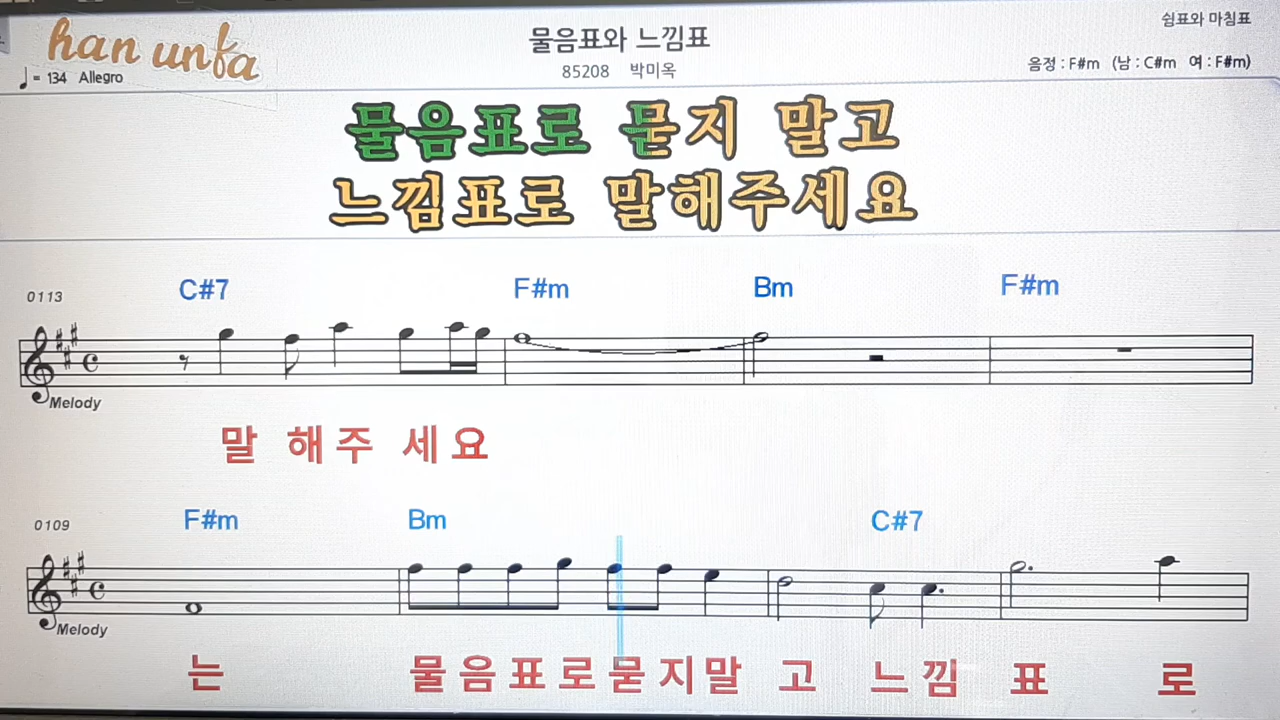 han unfa
♩ = 134 Allegro
물음표와 느낌표
85208 박미옥
쉼표와 마침표
음정 : F#m (남 : C#m 여 : F#m)
물음표로 묻지 말고
느낌표로 말해주세요
0113
C#7 F#m Bm F#m
Melody
말 해주 세요
0109
F#m Bm C#7
Melody
는 물음표로묻지말 고 느낌 표 로